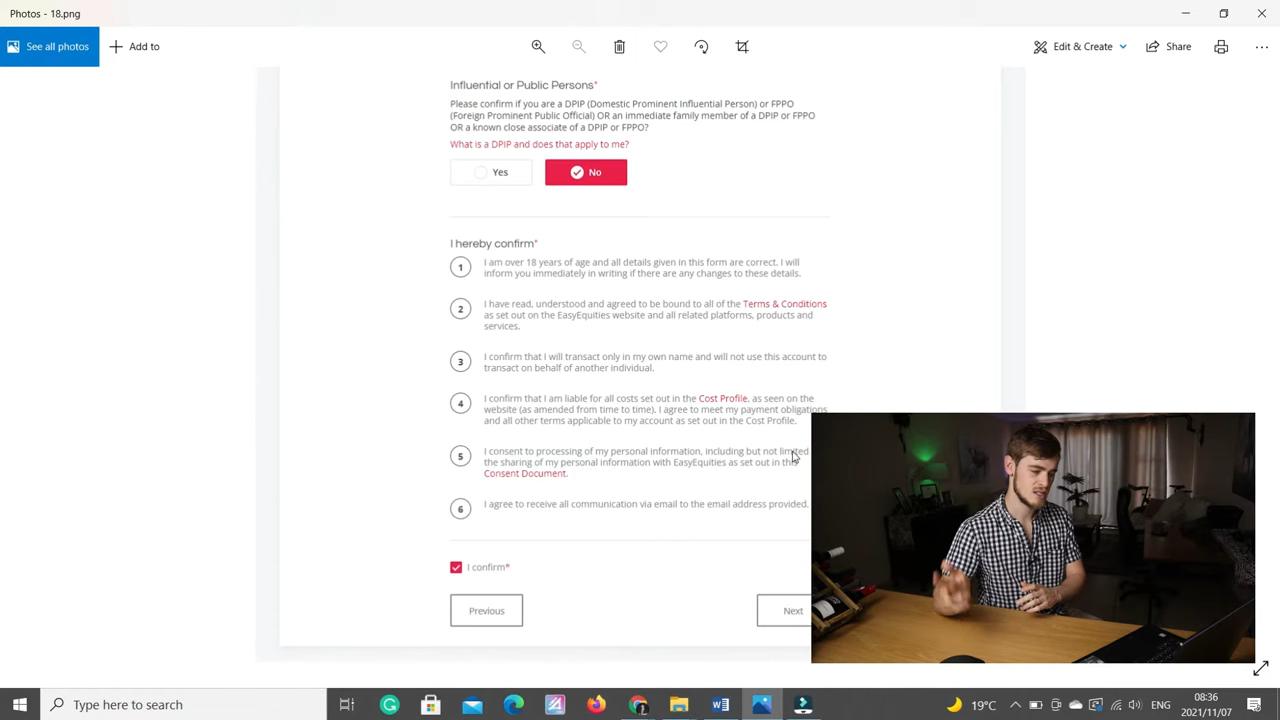 Photos - 18.png
See all photos
Add to
Edit & Create
Share
Influential or Public Persons*
Please confirm if you are a DPIP (Domestic Prominent Influential Person) or FPPO
(Foreign Prominent Public Official) OR an immediate family member of a DPIP or FPPO
OR a known close associate of a DPIP or FPPO?
What is a DPIP and does that apply to me?
Yes
No
I hereby confirm*
1 I am over 18 years of age and all details given in this form are correct. I will
inform you immediately in writing if there are any changes to these details.
2 I have read, understood and agreed to be bound to all of the Terms & Conditions
as set out on the EasyEquities website and all related platforms, products and
services.
3 I confirm that I will transact only in my own name and will not use this account to
transact on behalf of another individual.
4 I confirm that I am liable for all costs set out in the Cost Profile, as seen on the
website (as amended from time to time). I agree to meet my payment obligations
and all other terms applicable to my account as set out in the Cost Profile.
5 I consent to processing of my personal information, including but not limited
the sharing of my personal information with EasyEquities as set out in the
Consent Document.
6 I agree to receive all communication via email to the email address provided.
I confirm*
Previous
Next
Type here to search
19°C
ENG
08:36
2021/11/07